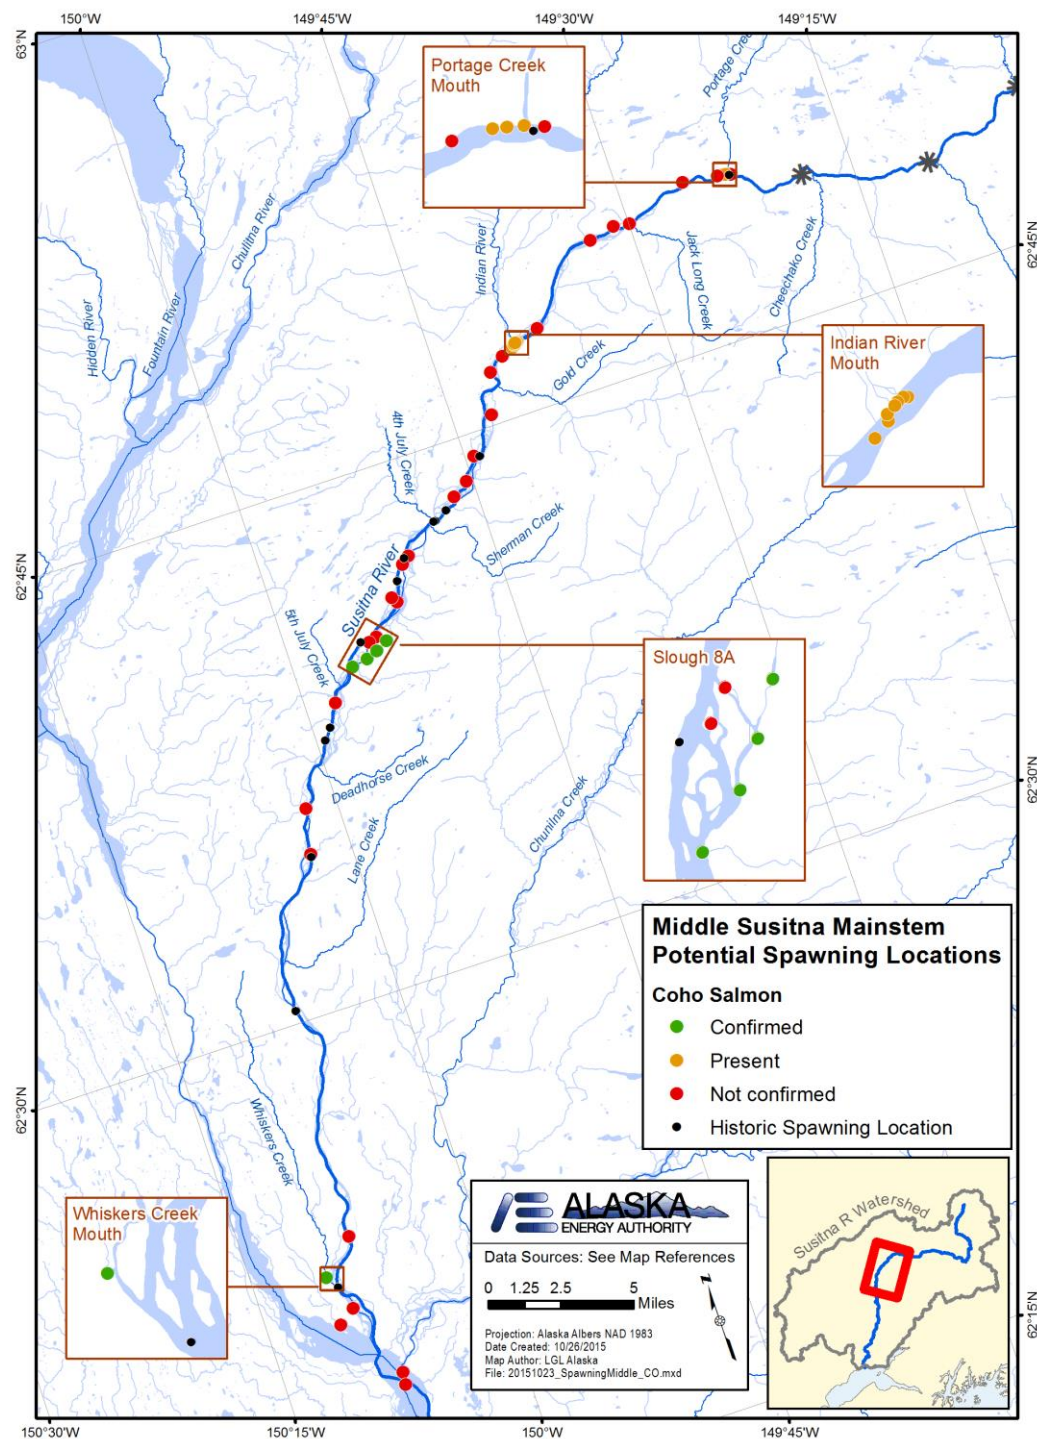 150°W
149°45'W
149°30'W
149°15'W
63°N
Portage Creek
Mouth
Portage Creek
Chulitna River
Indian River
Jack Long Creek
Cheechako Creek
62°45'N
Hidden River
Fountain River
Indian River
Mouth
Gold Creek
4th July Creek
Sherman Creek
62°45'N
Susitna River
5th July Creek
Slough 8A
Deadhorse Creek
Lane Creek
Chunilna Creek
62°30'N
Middle Susitna Mainstem
Potential Spawning Locations
Coho Salmon
Confirmed
Present
Not confirmed
Historic Spawning Location
62°30'N
Whiskers Creek
Whiskers Creek
Mouth
ALASKA
ENERGY AUTHORITY
Data Sources: See Map References
0 1.25 2.5 5
Miles
N
Projection: Alaska Albers NAD 1983
Date Created: 10/26/2015
Map Author: LGL Alaska
File: 20151023_SpawningMiddle_CO.mxd
Susitna R Watershed
62°15'N
150°30'W
150°15'W
150°W
149°45'W